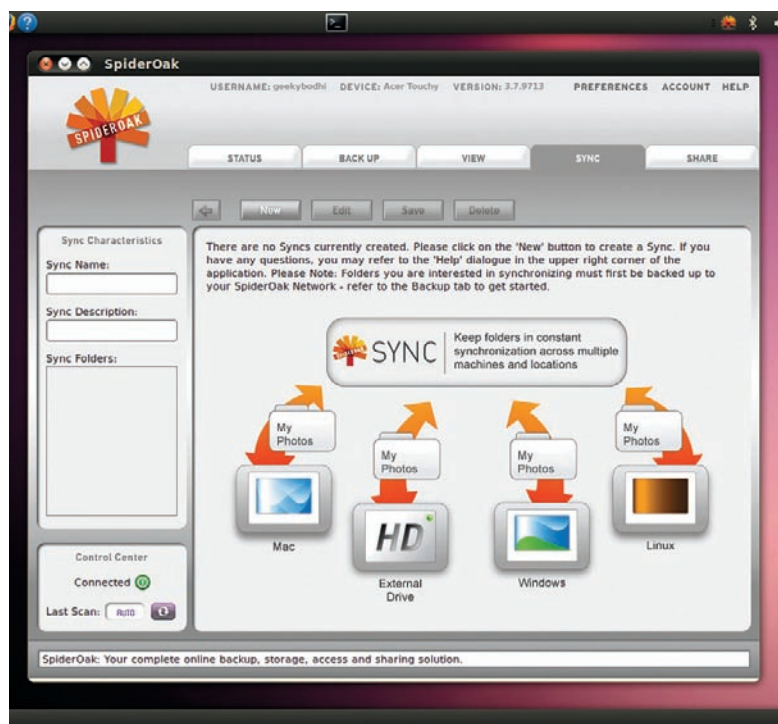 SpiderOak
USERNAME: geekybodhi DEVICE: Acer Touchy VERSION: 3.7.9713 PREFERENCES ACCOUNT HELP
SPIDEROAK
STATUS BACK UP VIEW SYNC SHARE
New Edit Save Delete
Sync Characteristics
Sync Name:
Sync Description:
Sync Folders:
There are no Syncs currently created. Please click on the 'New' button to create a Sync. If you
have any questions, you may refer to the 'Help' dialogue in the upper right corner of the
application. Please Note: Folders you are interested in synchronizing must first be backed up to
your SpiderOak Network - refer to the Backup tab to get started.
SPIDEROAK SYNC
Keep folders in constant
synchronization across multiple
machines and locations
My
Photos
My
Photos
My
Photos
My
Photos
HD
Mac
External
Drive
Windows
Linux
Control Center
Connected
Last Scan: AUTO
SpiderOak: Your complete online backup, storage, access and sharing solution.